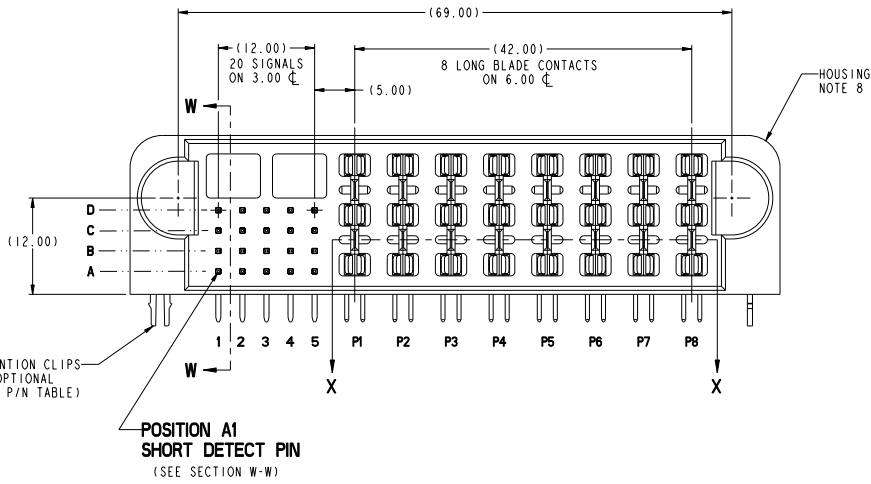 (69.00)
(12.00)
20 SIGNALS
ON 3.00 ℄
(42.00)
8 LONG BLADE CONTACTS
ON 6.00 ℄
(5.00)
HOUSING
NOTE 8
W
D
C
B
A
(12.00)
1 2 3 4 5 P1 P2 P3 P4 P5 P6 P7 P8
NTION CLIPS
OPTIONAL
P/N TABLE)
W
X
X
POSITION A1
SHORT DETECT PIN
(SEE SECTION W-W)